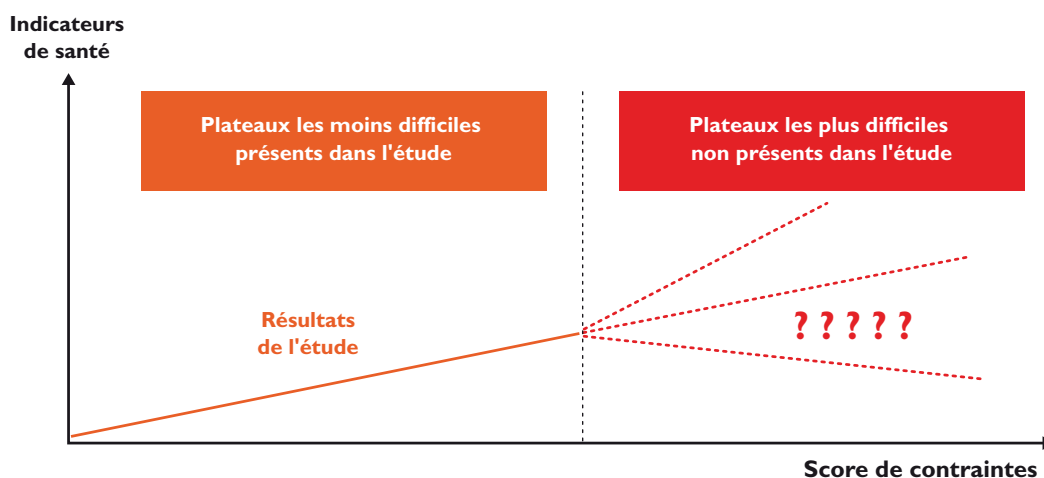 Indicateurs
de santé
Plateaux les moins difficiles
présents dans l'étude
Plateaux les plus difficiles
non présents dans l'étude
Résultats
de l'étude
? ? ? ? ?
Score de contraintes